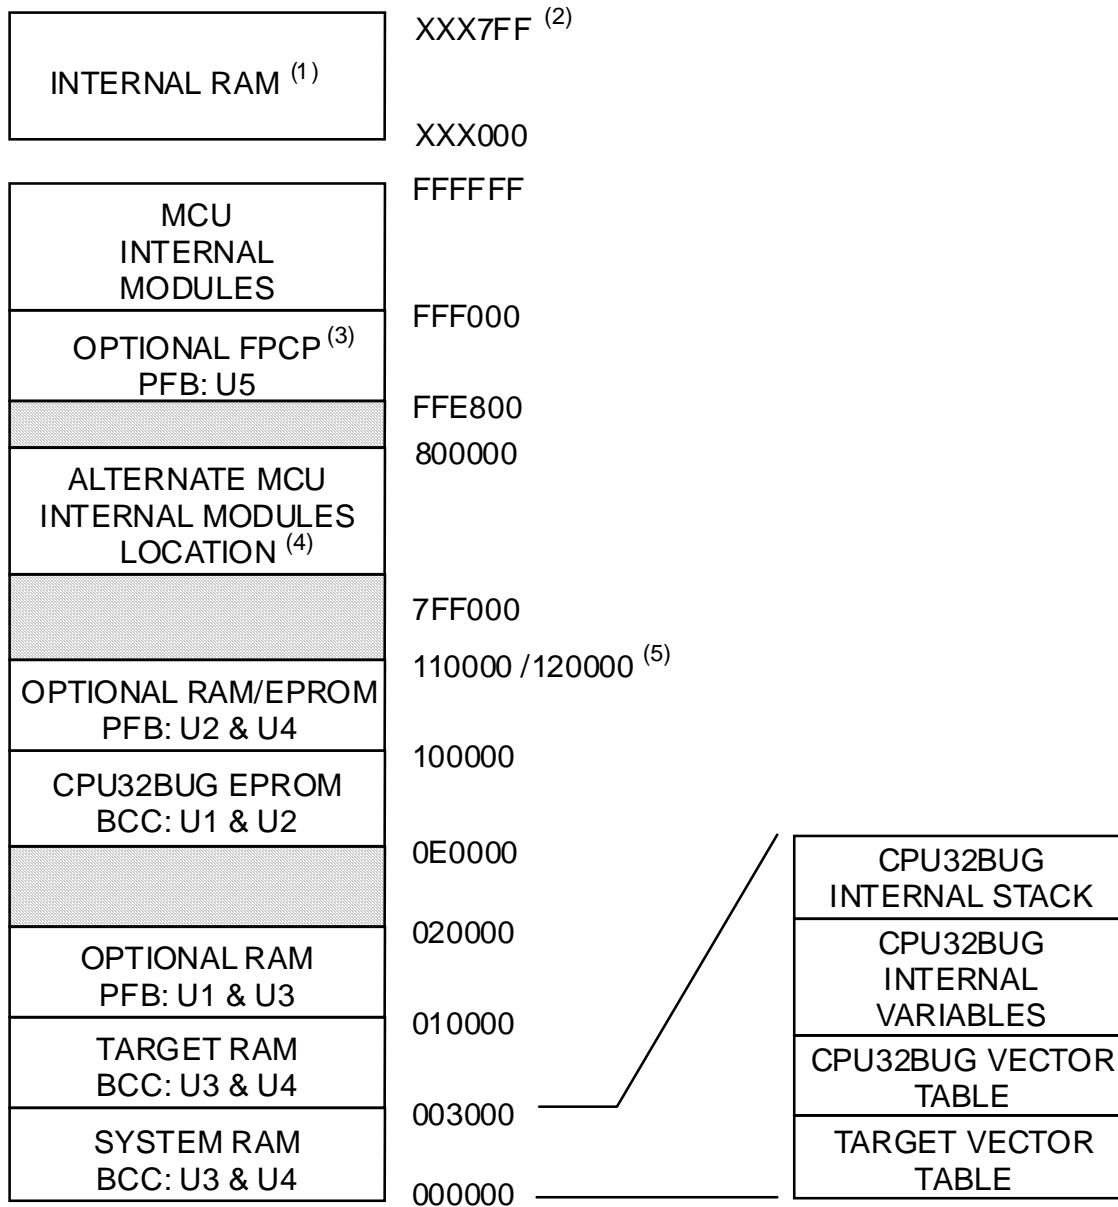 XXX7FF (2)
INTERNAL RAM (1)
XXX000
FFFFFF
MCU
INTERNAL
MODULES
FFF000
OPTIONAL FPCP (3)
PFB: U5
FFE800
800000
ALTERNATE MCU
INTERNAL MODULES
LOCATION (4)
7FF000
110000 /120000 (5)
OPTIONAL RAM/EPROM
PFB: U2 & U4
100000
CPU32BUG EPROM
BCC: U1 & U2
0E0000
020000
OPTIONAL RAM
PFB: U1 & U3
010000
TARGET RAM
BCC: U3 & U4
003000
SYSTEM RAM
BCC: U3 & U4
000000
CPU32BUG
INTERNAL STACK
CPU32BUG
INTERNAL
VARIABLES
CPU32BUG VECTOR
TABLE
TARGET VECTOR
TABLE